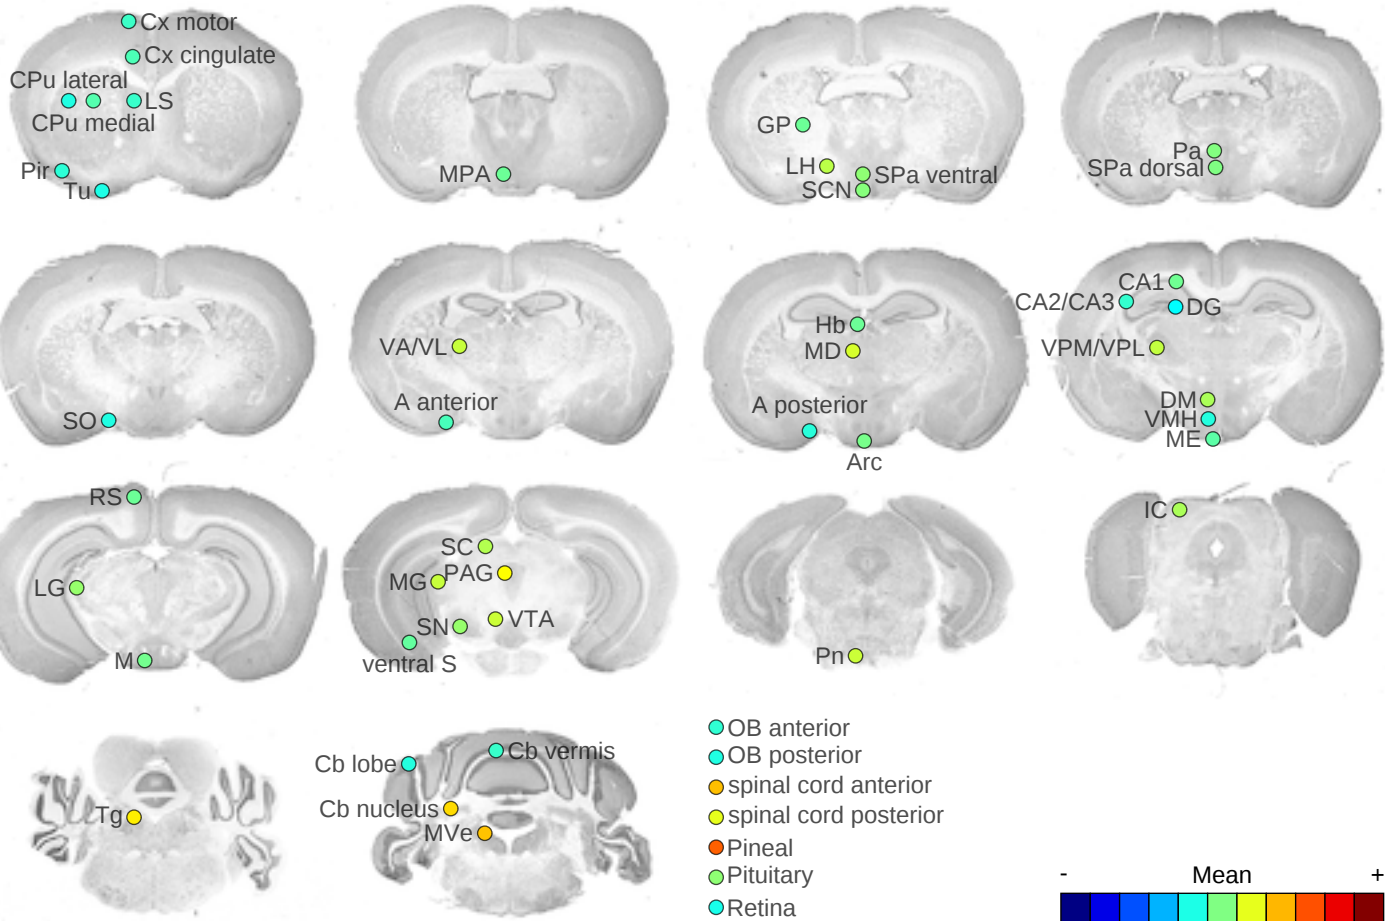 Cx motor
Cx cingulate
CPu lateral
LS
CPu medial
Pir
Tu
MPA
GP
LH
SPa ventral
SCN
Pa
SPa dorsal
SO
VA/VL
A anterior
Hb
MD
A posterior
Arc
CA1
CA2/CA3
DG
VPM/VPL
DM
VMH
ME
RS
LG
M
SC
PAG
MG
VTA
SN
ventral S
Pn
IC
Tg
Cb vermis
Cb lobe
Cb nucleus
MVe
OB anterior
OB posterior
spinal cord anterior
spinal cord posterior
Pineal
Pituitary
Retina
- Mean +